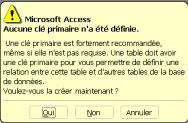 Microsoft Access
Aucune clé primaire n'a été définie.
Une clé primaire est fortement recommandée,
même si elle n'est pas requise. Une table doit avoir
une clé primaire pour vous permettre de définir une
relation entre cette table et d'autres tables de la base
de données.
Voulez-vous la créer maintenant ?
Oui Non Annuler